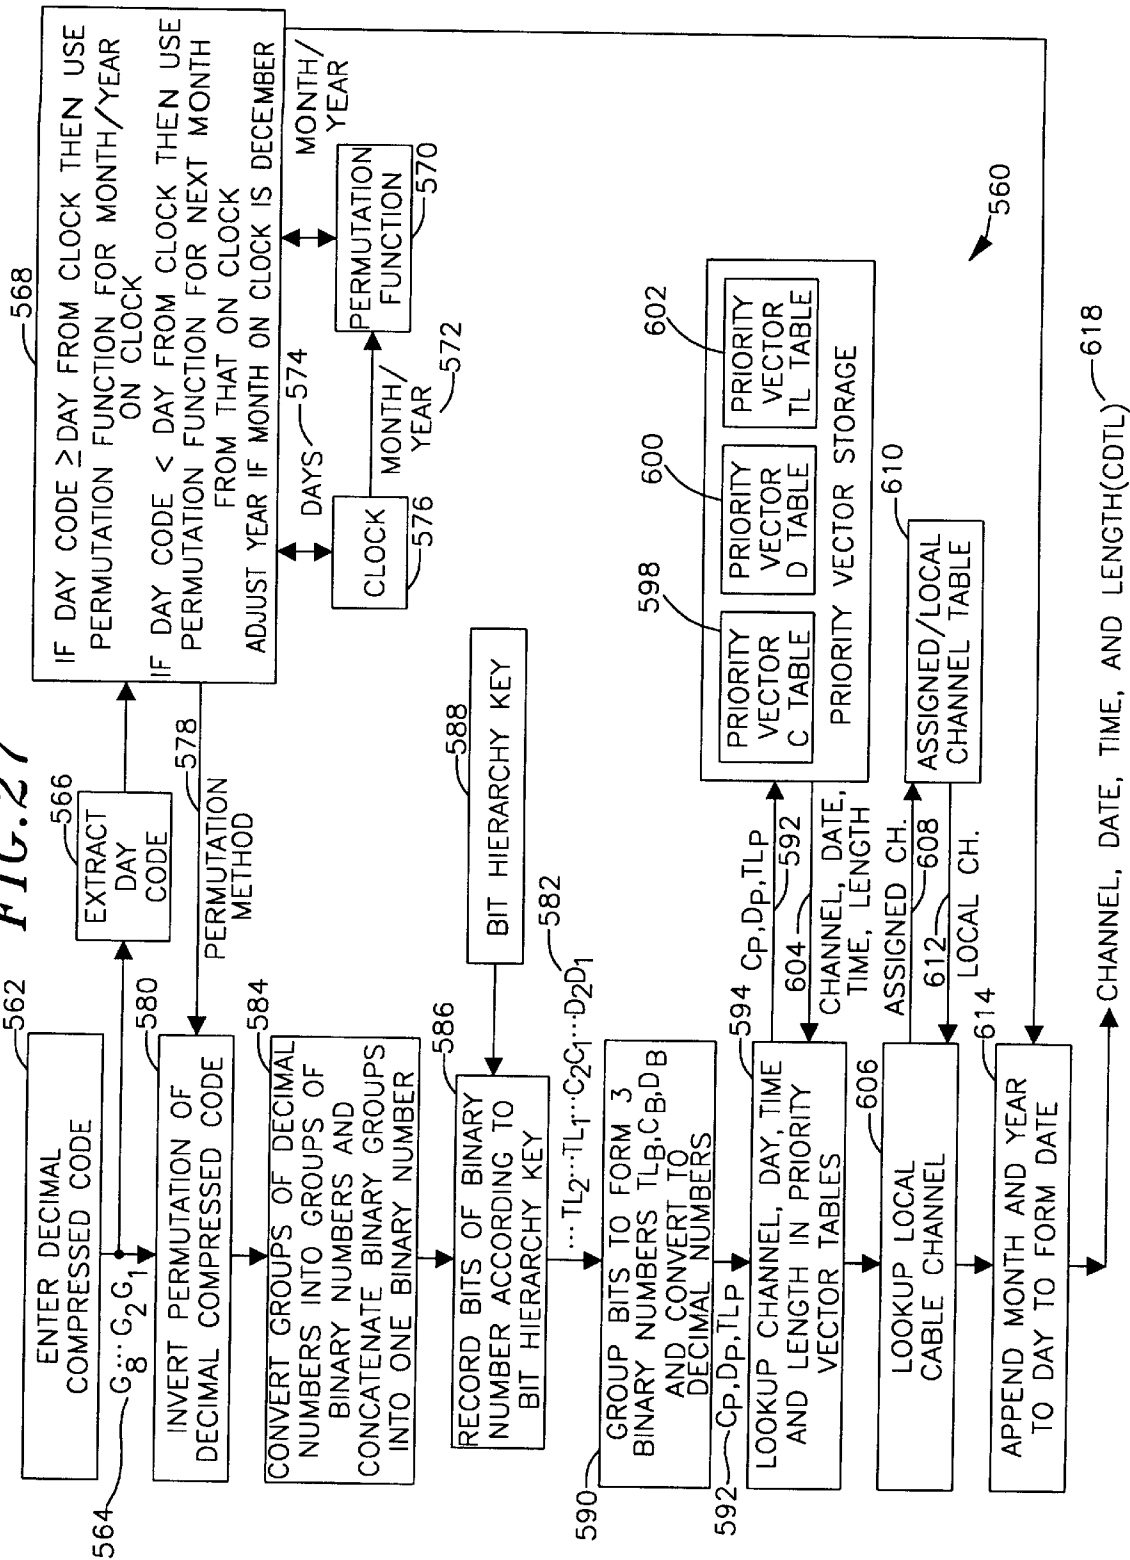 FIG.27
562
ENTER DECIMAL
COMPRESSED CODE
564
G8...G2G1
566
EXTRACT
DAY
CODE
568
IF DAY CODE ≥ DAY FROM CLOCK THEN USE
PERMUTATION FUNCTION FOR MONTH/YEAR
ON CLOCK
IF DAY CODE < DAY FROM CLOCK THEN USE
PERMUTATION FUNCTION FOR NEXT MONTH
FROM THAT ON CLOCK
ADJUST YEAR IF MONTH ON CLOCK IS DECEMBER
578
PERMUTATION
METHOD
DAYS
574
MONTH/
YEAR
CLOCK
576
MONTH/
YEAR
572
PERMUTATION
FUNCTION
570
580
INVERT PERMUTATION OF
DECIMAL COMPRESSED CODE
584
CONVERT GROUPS OF DECIMAL
NUMBERS INTO GROUPS OF
BINARY NUMBERS AND
CONCATENATE BINARY GROUPS
INTO ONE BINARY NUMBER
586
RECORD BITS OF BINARY
NUMBER ACCORDING TO
BIT HIERARCHY KEY
588
BIT HIERARCHY KEY
...TL2...TL1...C2C1...D2D1
582
590
GROUP BITS TO FORM 3
BINARY NUMBERS TLB,CB,DB
AND CONVERT TO
DECIMAL NUMBERS
592
CP,DP,TLP
594
LOOKUP CHANNEL, DAY, TIME
AND LENGTH IN PRIORITY
VECTOR TABLES
CP,DP,TLP
592
604
CHANNEL, DATE,
TIME, LENGTH
598
PRIORITY
VECTOR
C TABLE
600
PRIORITY
VECTOR
D TABLE
602
PRIORITY
VECTOR
TL TABLE
PRIORITY VECTOR STORAGE
560
606
LOOKUP LOCAL
CABLE CHANNEL
ASSIGNED CH.
608
612
LOCAL CH.
610
ASSIGNED/LOCAL
CHANNEL TABLE
614
APPEND MONTH AND YEAR
TO DAY TO FORM DATE
CHANNEL, DATE, TIME, AND LENGTH(CDTL)
618